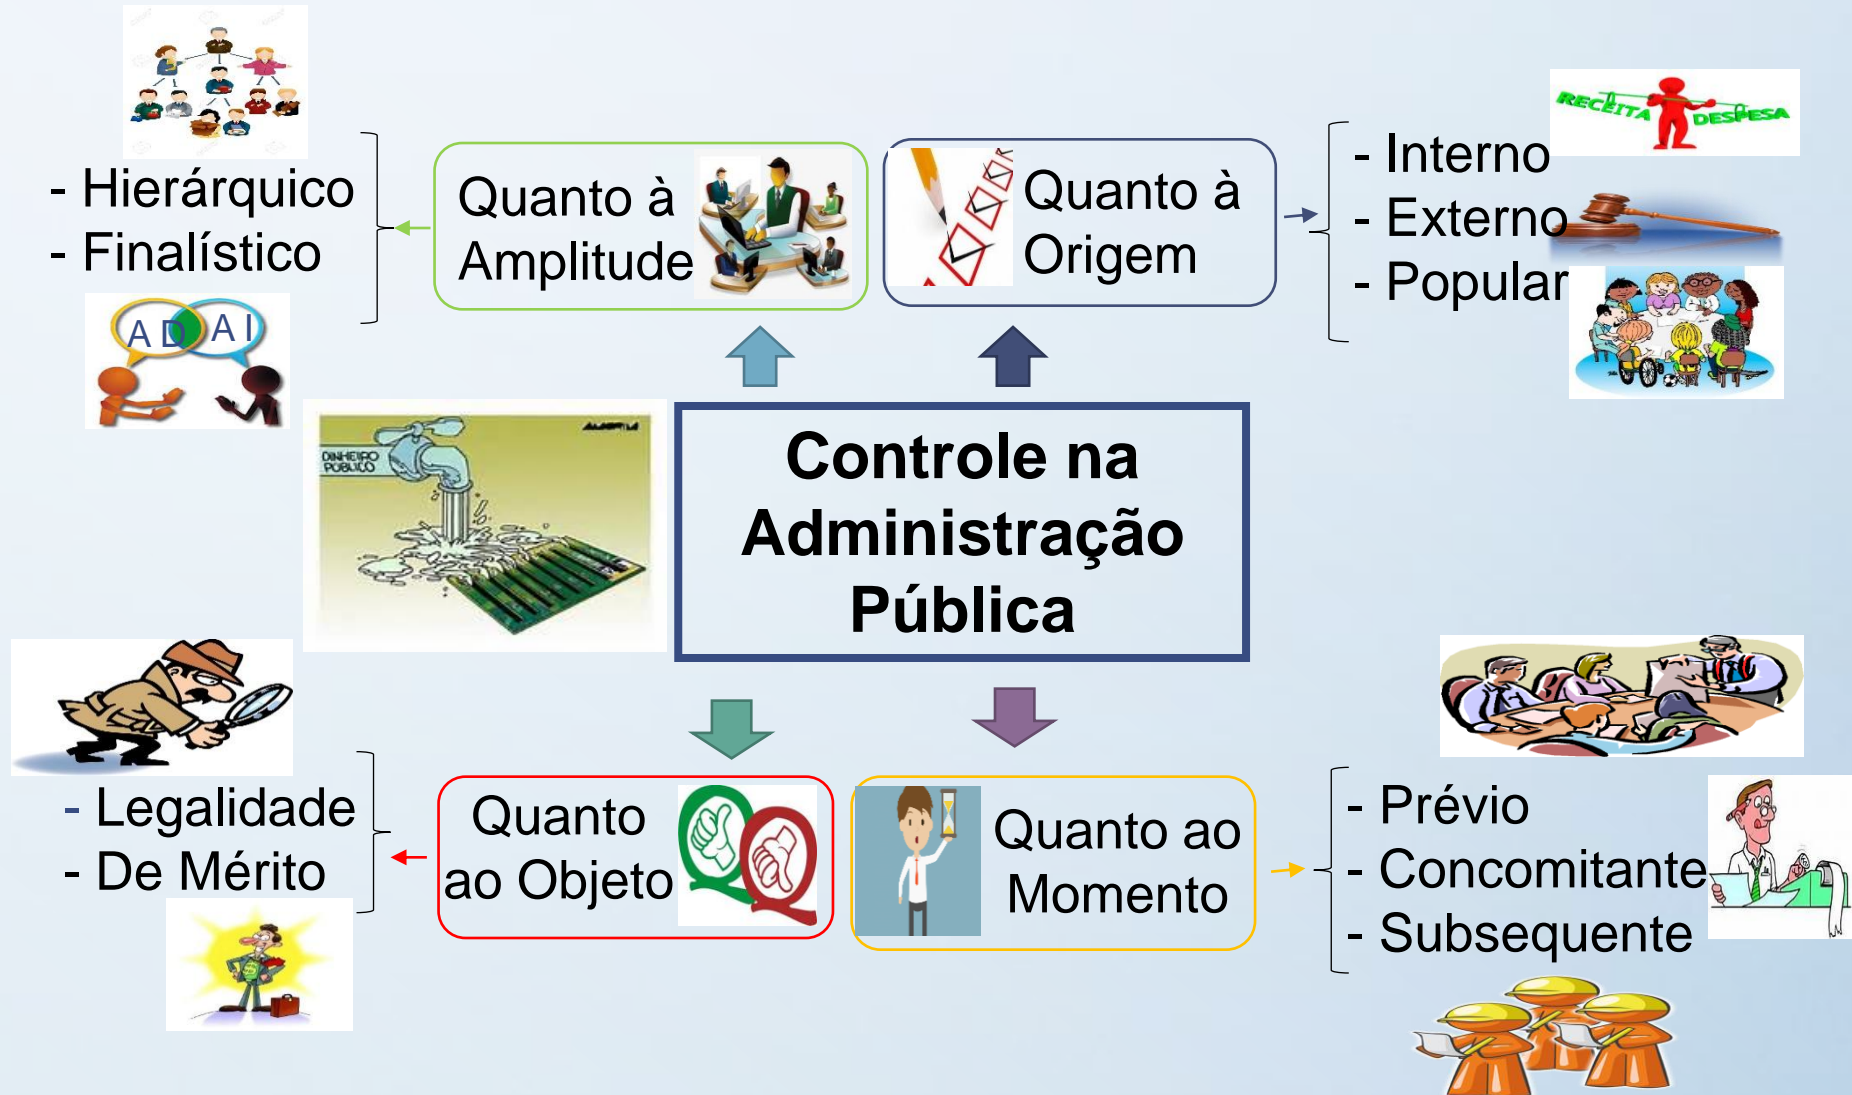 - Hierárquico
- Finalístico
A D A I
Quanto à
Amplitude
Quanto à
Origem
- Interno
- Externo
- Popular
RECEITA DESPESA
DINHEIRO
PÚBLICO
Controle na
Administração
Pública
- Legalidade
- De Mérito
Quanto
ao Objeto
Quanto ao
Momento
- Prévio
- Concomitante
- Subsequente